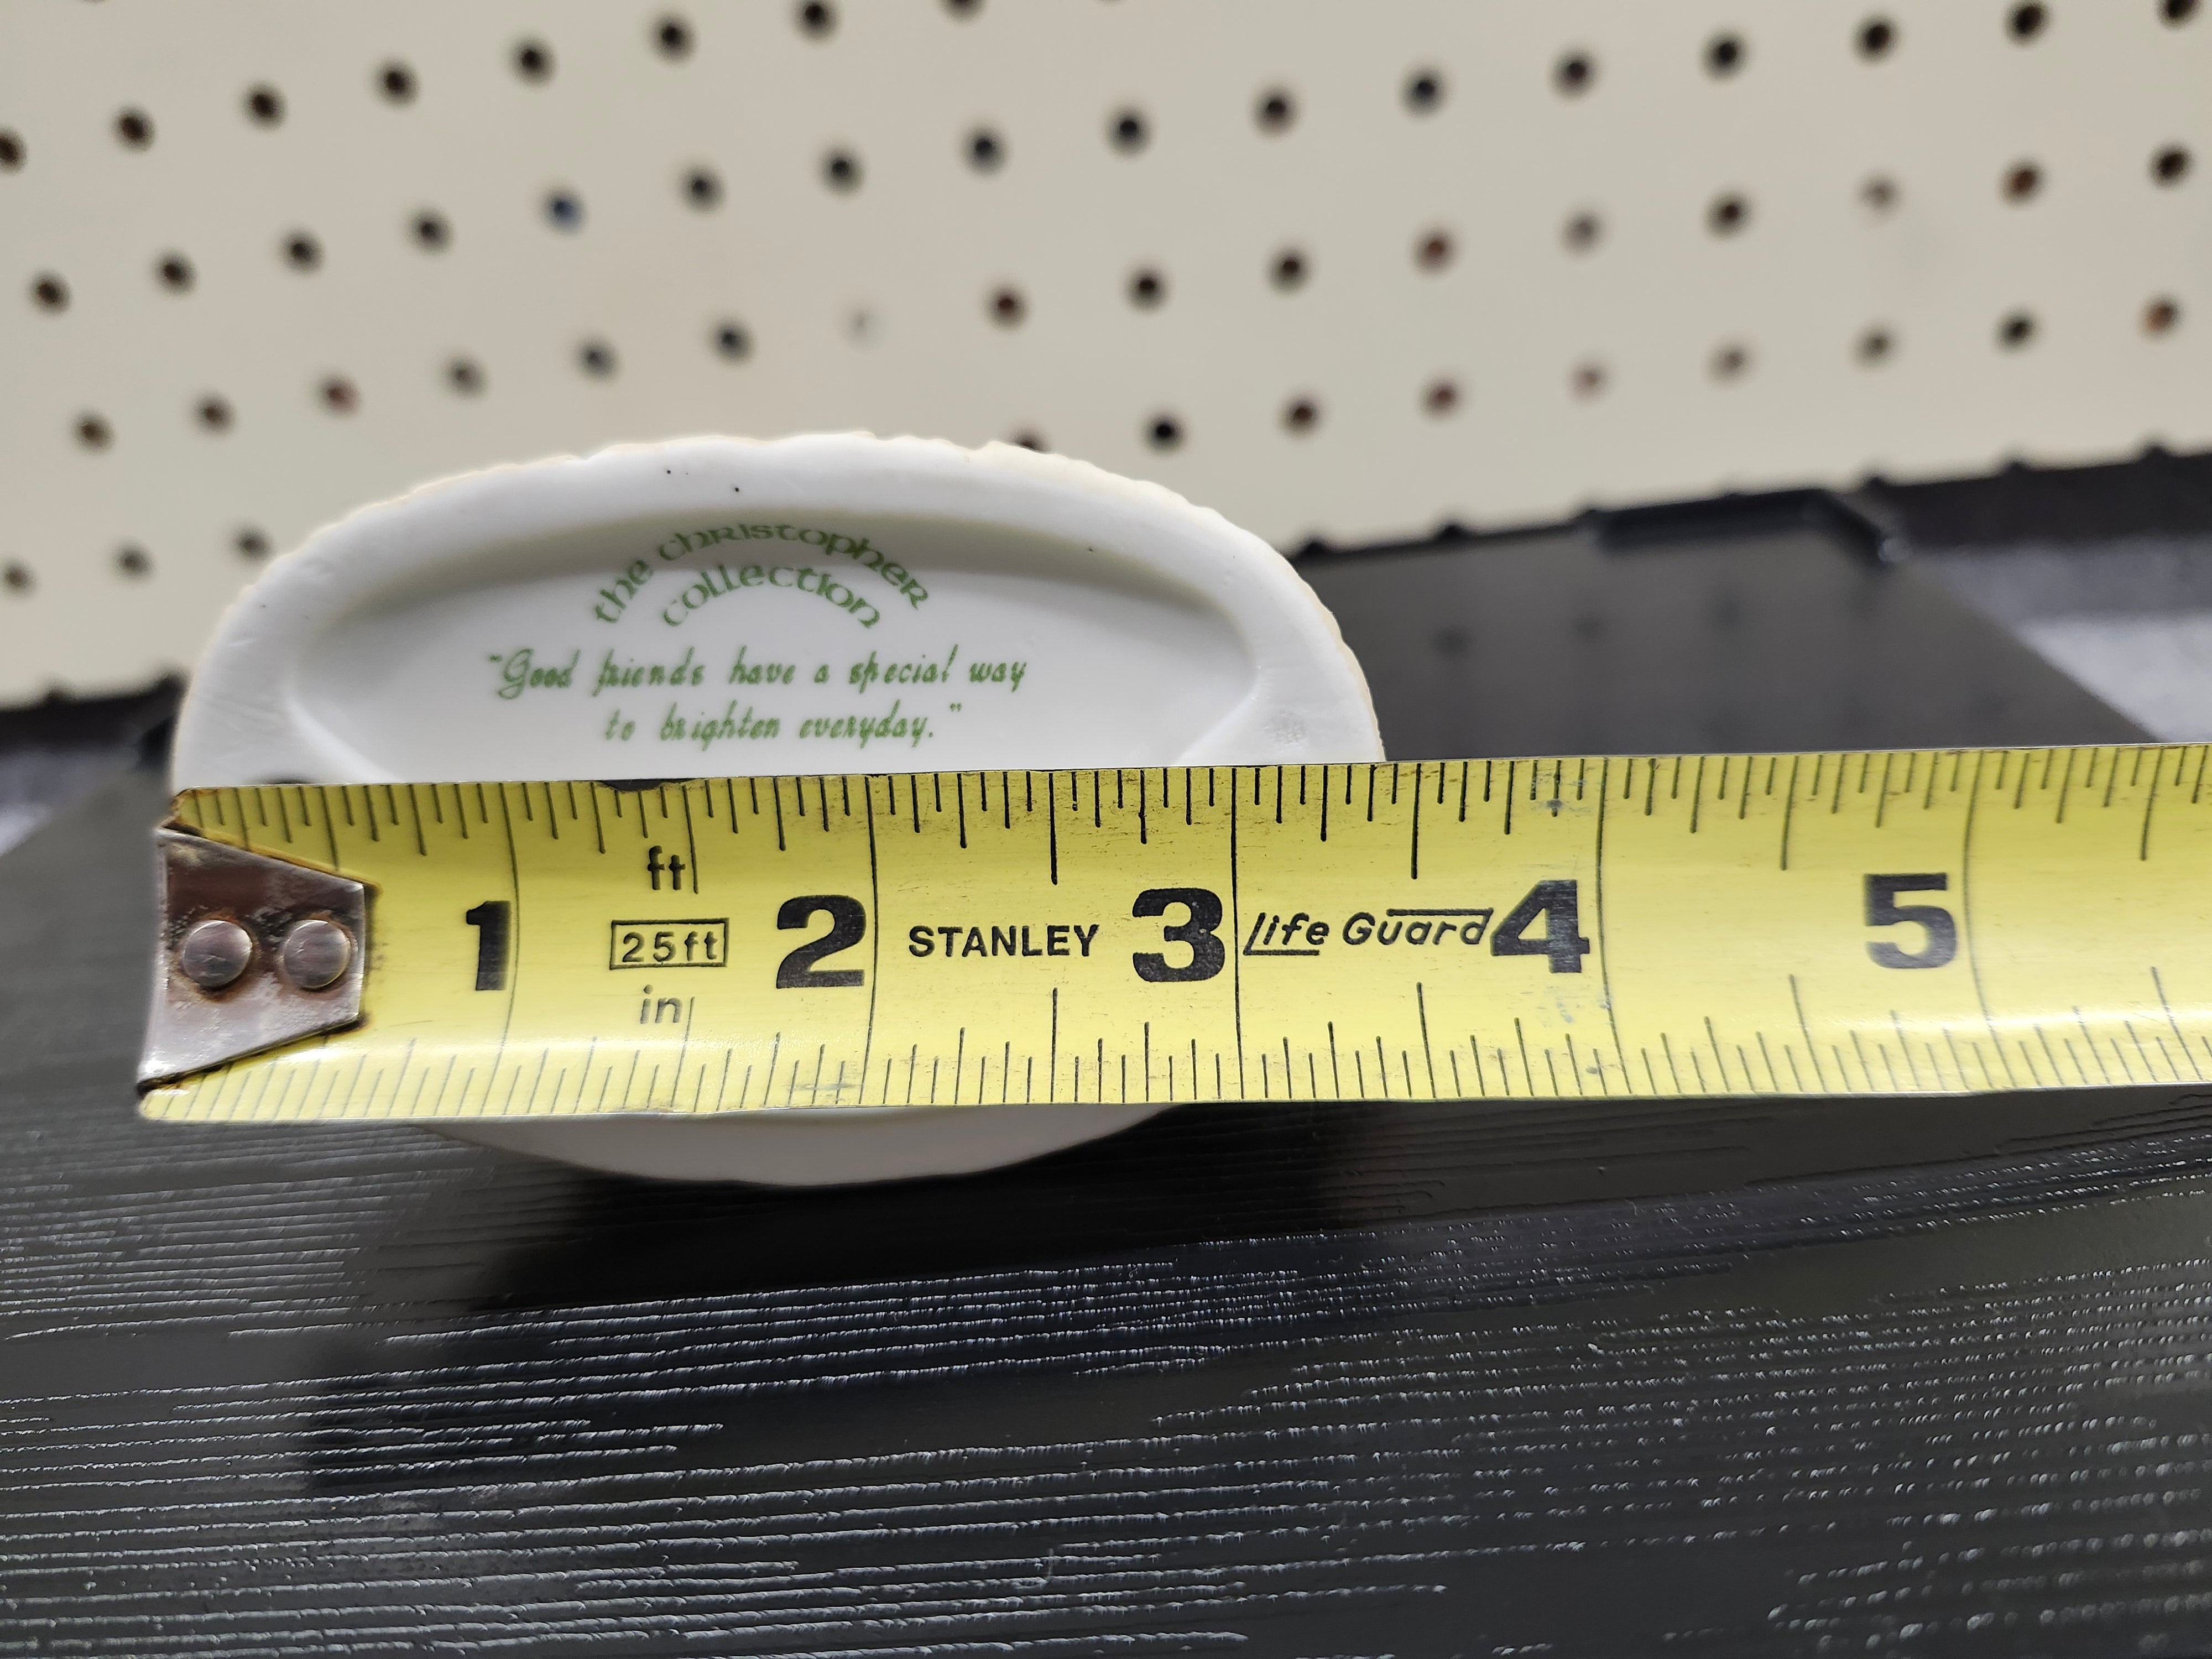 the christopher
collection
"Good friends have a special way
to brighten everyday."
ft
1 25ft 2 STANLEY 3 Life Guard 4 5
in